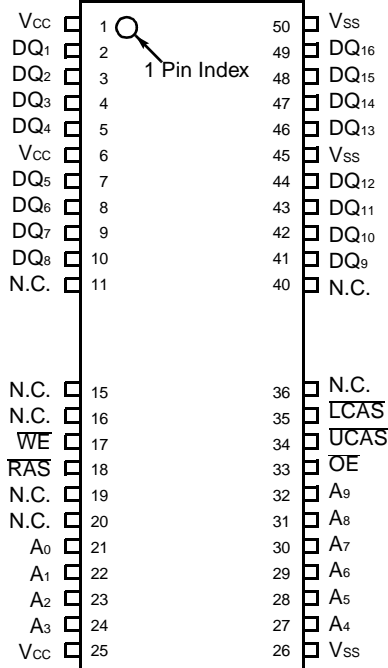 Vcc 1 50 Vss
DQ1 2 49 DQ16
DQ2 3 1 Pin Index 48 DQ15
DQ3 4 47 DQ14
DQ4 5 46 DQ13
Vcc 6 45 Vss
DQ5 7 44 DQ12
DQ6 8 43 DQ11
DQ7 9 42 DQ10
DQ8 10 41 DQ9
N.C. 11 40 N.C.
N.C. 15 36 N.C.
N.C. 16 35 LCAS
WE 17 34 UCAS
RAS 18 33 OE
N.C. 19 32 A9
N.C. 20 31 A8
A0 21 30 A7
A1 22 29 A6
A2 23 28 A5
A3 24 27 A4
Vcc 25 26 Vss